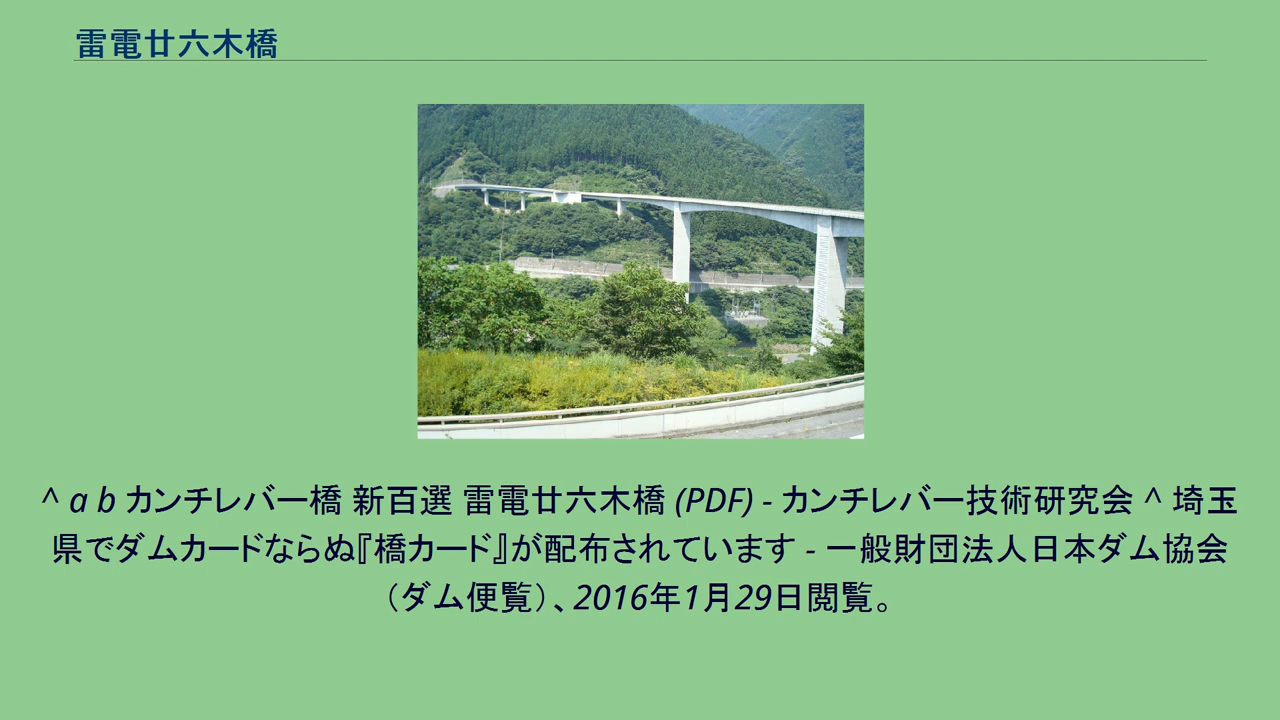 雷電廿六木橋
^ a b カンチレバー橋 新百選 雷電廿六木橋 (PDF) - カンチレバー技術研究会 ^ 埼玉
県でダムカードならぬ『橋カード』が配布されています - 一般財団法人日本ダム協会
（ダム便覧）、2016年1月29日閲覧。